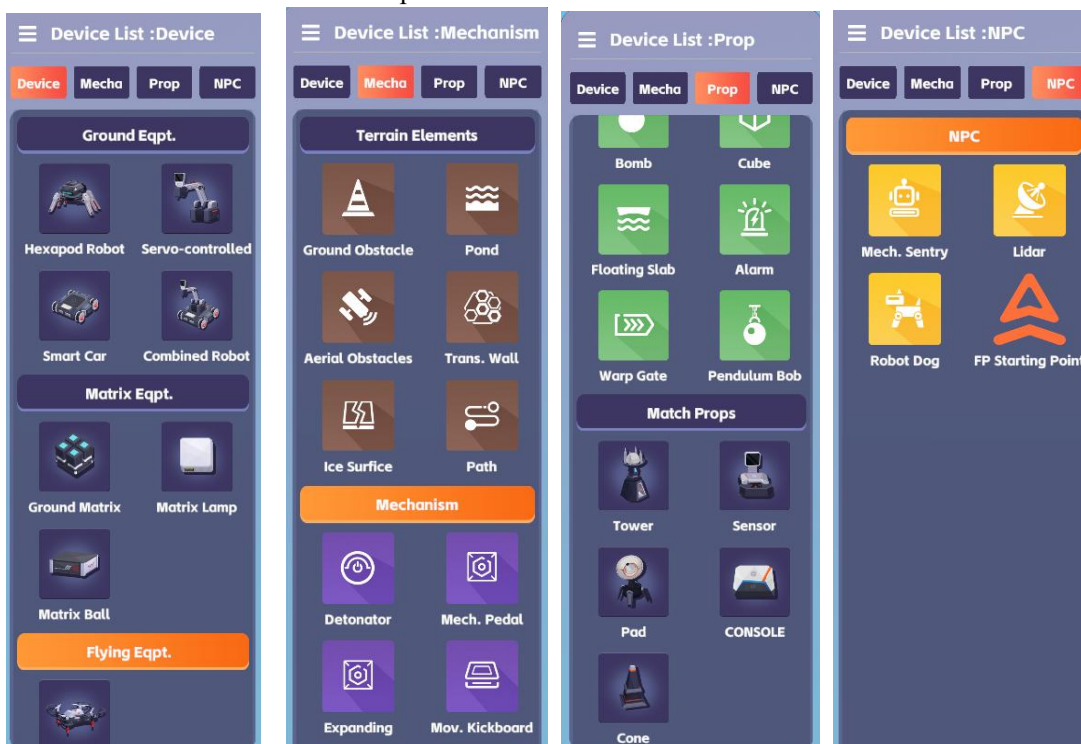 Device List :Device
Device Mecha Prop NPC
Ground Eqpt.
Hexapod Robot Servo-controlled
Smart Car Combined Robot
Matrix Eqpt.
Ground Matrix Matrix Lamp
Matrix Ball
Flying Eqpt.
Device List :Mechanism
Device Mecha Prop NPC
Terrain Elements
Ground Obstacle Pond
Aerial Obstacles Trans. Wall
Ice Surfice Path
Mechanism
Detonator Mech. Pedal
Expanding Mov. Kickboard
Device List :Prop
Device Mecha Prop NPC
Bomb Cube
Floating Slab Alarm
Warp Gate Pendulum Bob
Match Props
Tower Sensor
Pad CONSOLE
Cone
Device List :NPC
Device Mecha Prop NPC
NPC
Mech. Sentry Lidar
Robot Dog FP Starting Point